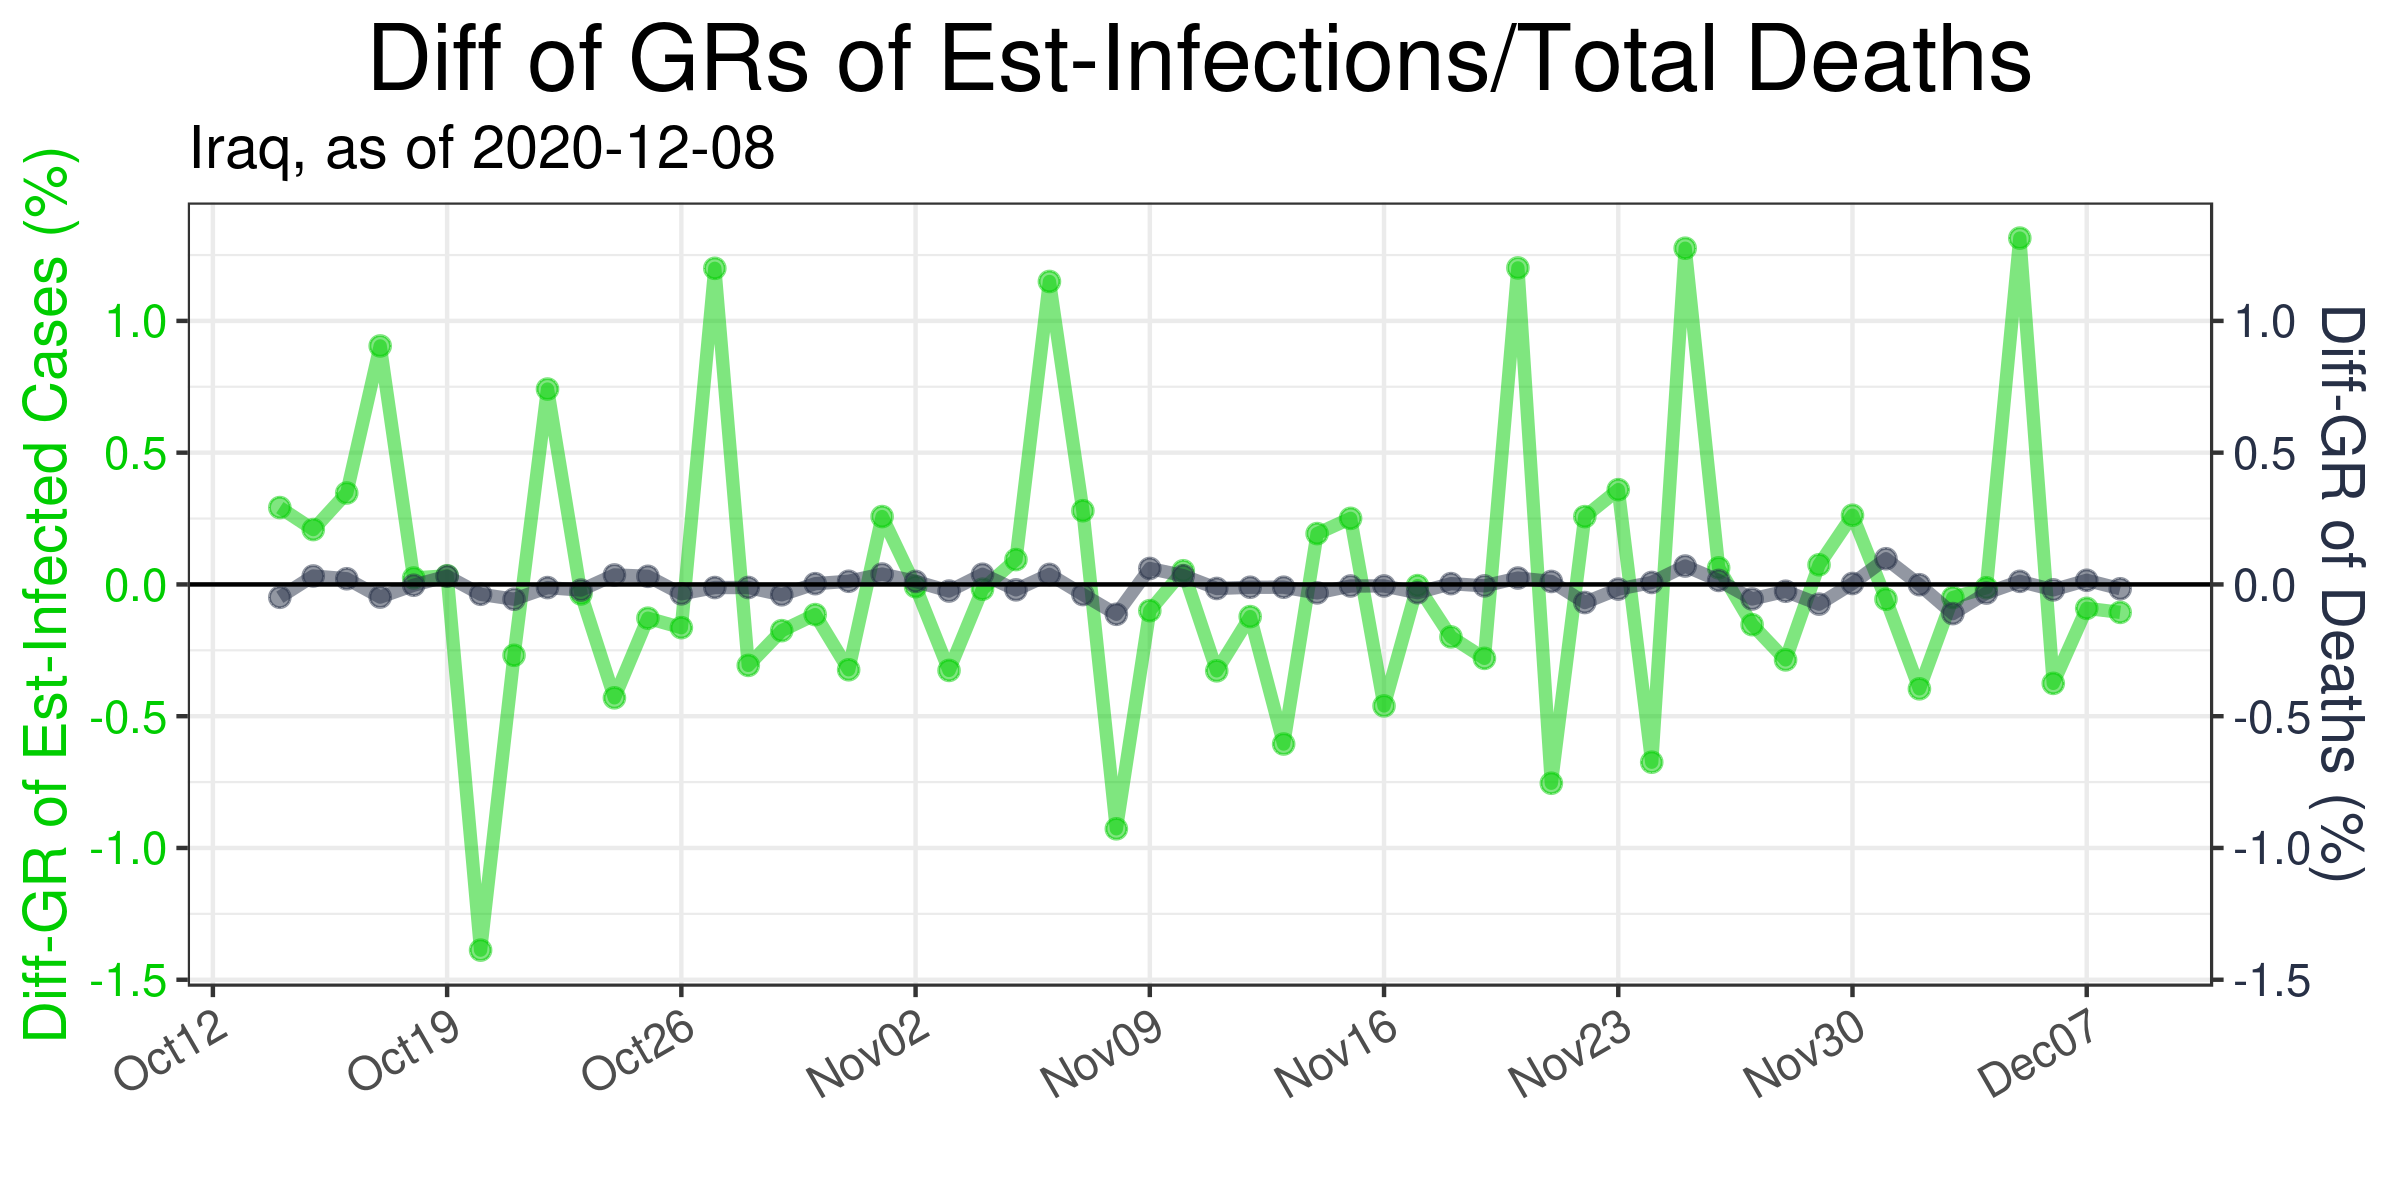 Diff of GRs of Est-Infections/Total Deaths
Iraq, as of 2020-12-08
Diff-GR of Est-Infected Cases (%)
1.0
0.5
0.0
-0.5
-1.0
-1.5
1.0
0.5
0.0
-0.5
-1.0
-1.5
Diff-GR of Deaths (%)
Oct12
Oct19
Oct26
Nov02
Nov09
Nov16
Nov23
Nov30
Dec07